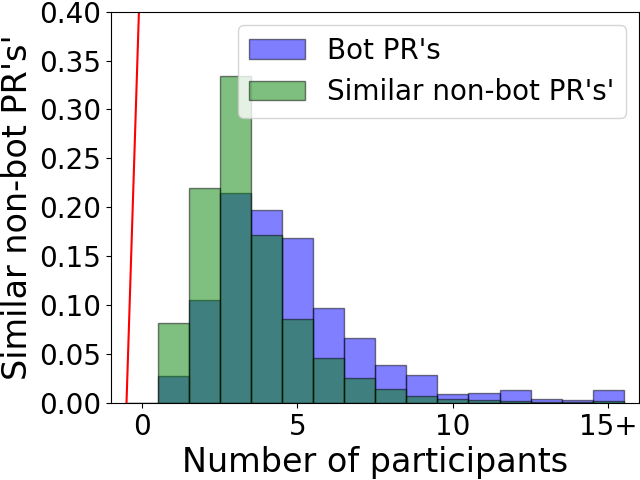 Similar non-bot PR's'
0.40
0.35
0.30
0.25
0.20
0.15
0.10
0.05
0.00
Bot PR's
Similar non-bot PR's'
0 5 10 15+
Number of participants